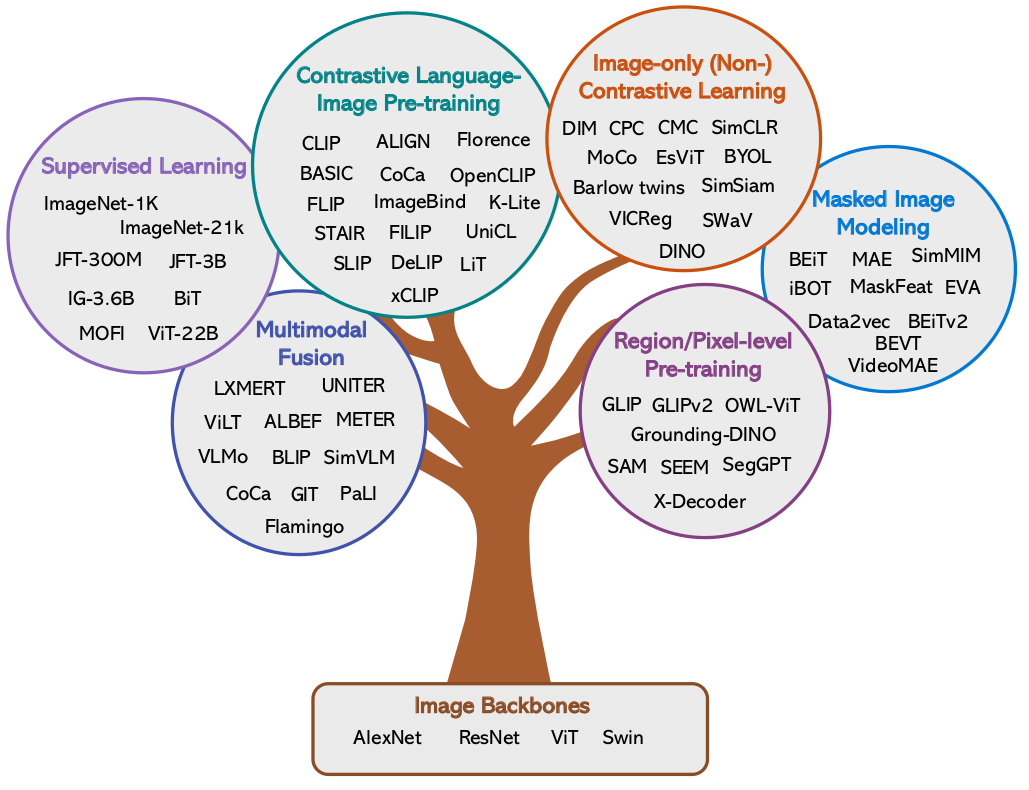 Contrastive Language-
Image Pre-training
CLIP ALIGN Florence
BASIC CoCa OpenCLIP
FLIP ImageBind K-Lite
STAIR FILIP UniCL
SLIP DeLIP LiT
xCLIP
Image-only (Non-)
Contrastive Learning
DIM CPC CMC SimCLR
MoCo EsViT BYOL
Barlow twins SimSiam
VICReg SWaV
DINO
Supervised Learning
ImageNet-1K
ImageNet-21k
JFT-300M JFT-3B
IG-3.6B BiT
MOFI ViT-22B
Masked Image
Modeling
BEiT MAE SimMIM
iBOT MaskFeat EVA
Data2vec BEiTv2
BEVT
VideoMAE
Multimodal
Fusion
LXMERT UNITER
ViLT ALBEF METER
VLMo BLIP SimVLM
CoCa GIT PaLI
Flamingo
Region/Pixel-level
Pre-training
GLIP GLIPv2 OWL-ViT
Grounding-DINO
SAM SEEM SegGPT
X-Decoder
Image Backbones
AlexNet ResNet ViT Swin